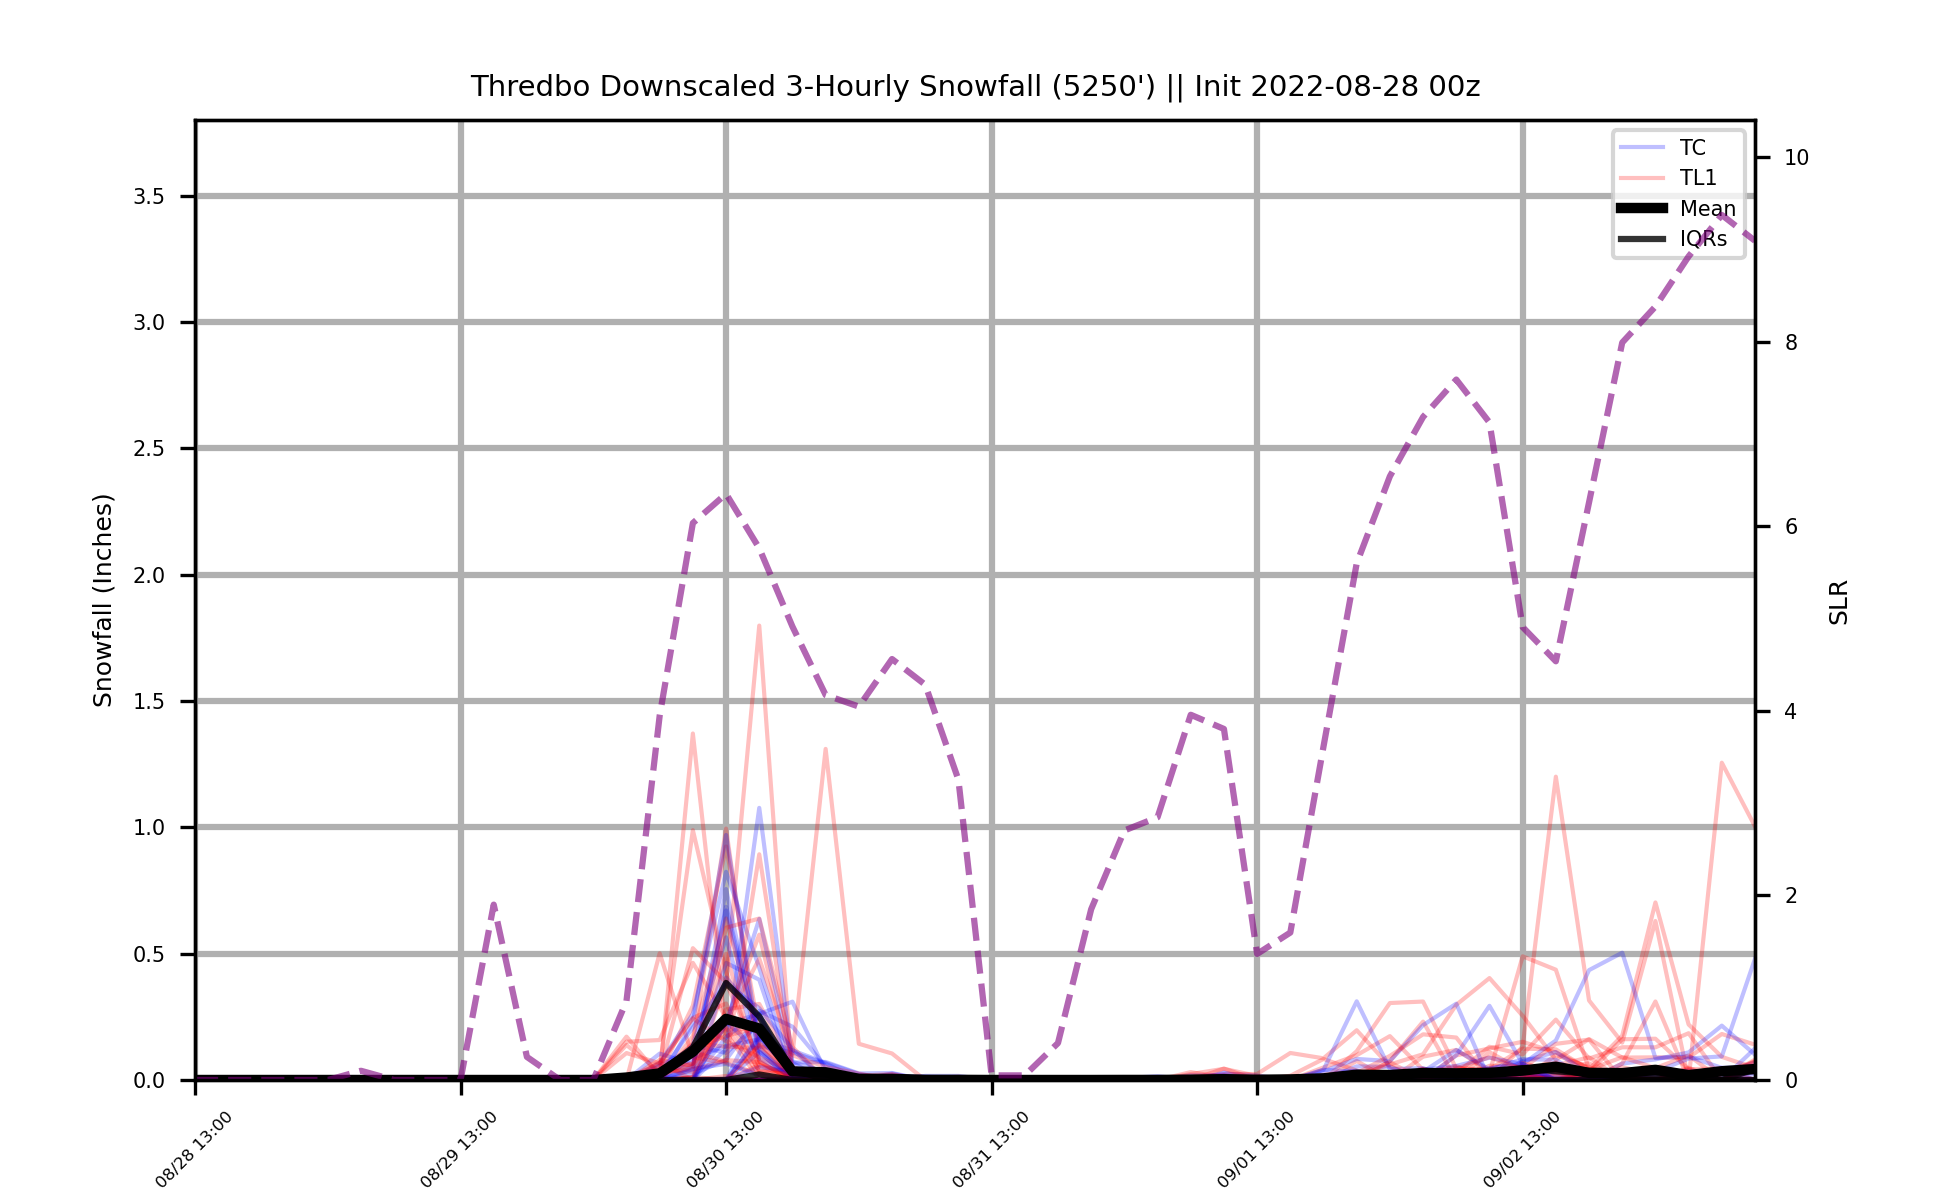 Thredbo Downscaled 3-Hourly Snowfall (5250') || Init 2022-08-28 00z
TC
TL1
Mean
IQRs
3.5
3.0
2.5
2.0
1.5
1.0
0.5
0.0
Snowfall (Inches)
10
8
6
4
2
0
SLR
08/28 13:00
08/29 13:00
08/30 13:00
08/31 13:00
09/01 13:00
09/02 13:00